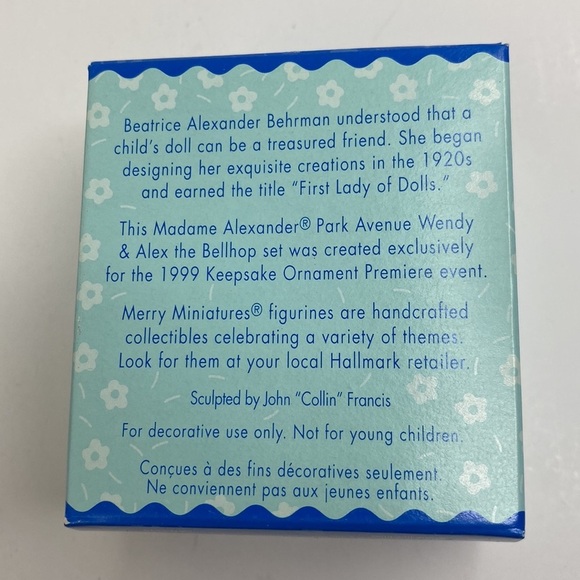 Beatrice Alexander Behrman understood that a
child's doll can be a treasured friend. She began
designing her exquisite creations in the 1920s
and earned the title “First Lady of Dolls.”
This Madame Alexander® Park Avenue Wendy
& Alex the Bellhop set was created exclusively
for the 1999 Keepsake Ornament Premiere event.
Merry Miniatures® figurines are handcrafted
collectibles celebrating a variety of themes.
Look for them at your local Hallmark retailer.
Sculpted by John “Collin” Francis
For decorative use only. Not for young children.
Conçues à des fins décoratives seulement.
Ne conviennent pas aux jeunes enfants.